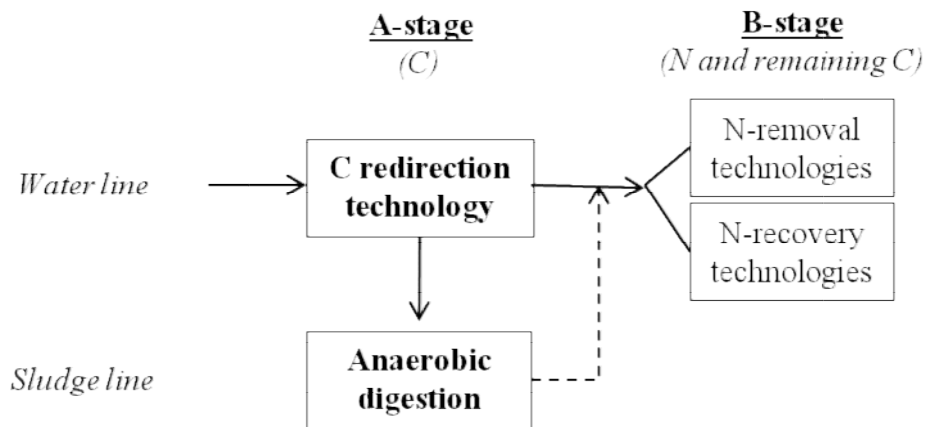 A-stage
(C)
B-stage
(N and remaining C)
Water line
C redirection
technology
N-removal
technologies
N-recovery
technologies
Sludge line
Anaerobic
digestion